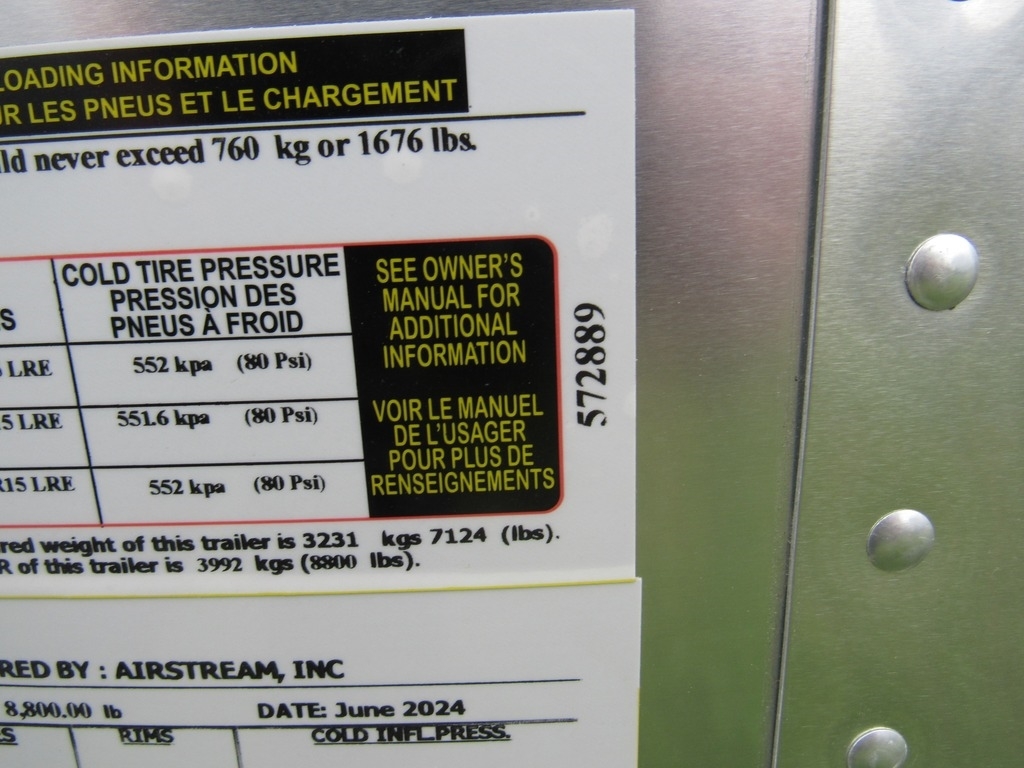 LOADING INFORMATION
UR LES PNEUS ET LE CHARGEMENT
ld never exceed 760 kg or 1676 lbs.
COLD TIRE PRESSURE
PRESSION DES
PNEUS À FROID
S
LRE 552 kpa (80 Psi)
5 LRE 551.6 kpa (80 Psi)
R15 LRE 552 kpa (80 Psi)
SEE OWNER'S
MANUAL FOR
ADDITIONAL
INFORMATION
VOIR LE MANUEL
DE L'USAGER
POUR PLUS DE
RENSEIGNEMENTS
572889
red weight of this trailer is 3231 kgs 7124 (lbs).
R of this trailer is 3992 kgs (8800 lbs).
RED BY : AIRSTREAM, INC
8,800.00 lb DATE: June 2024
ES RIMS COLD INFL.PRESS.